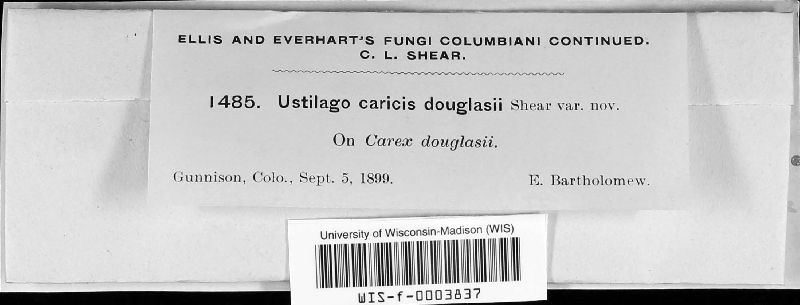 ELLIS AND EVERHART'S FUNGI COLUMBIANI CONTINUED.
C. L. SHEAR.
1485. Ustilago caricis douglasii Shear var. nov.
On Carex douglasii.
Gunnison, Colo., Sept. 5, 1899. E. Bartholomew.
University of Wisconsin-Madison (WIS)
WIS-f-0003837